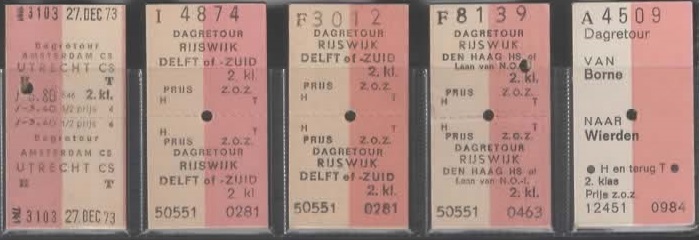 3103 27.DEC 73
Dagretour
AMSTERDAM CS
UTRECHT CS
T
2. kl.
1/2 prijs
Dagretour
AMSTERDAM CS
UTRECHT CS
H T
3103 27.DEC 73
I 4874
DAGRETOUR
RIJSWIJK
DELFT of -ZUID
2. kl.
PRIJS z.o.z.
H T
H T
PRIJS z.o.z.
DAGRETOUR
RIJSWIJK
DELFT of -ZUID
2. kl.
50551 0281
F 3012
DAGRETOUR
RIJSWIJK
DELFT of -ZUID
2. kl.
PRIJS z.o.z.
H T
H T
PRIJS z.o.z.
DAGRETOUR
RIJSWIJK
DELFT of -ZUID
2. kl.
50551 0281
F 8139
DAGRETOUR
RIJSWIJK
DEN HAAG HS of
Laan van N.O.
2. kl.
PRIJS z.o.z.
H T
H T
PRIJS z.o.z.
DAGRETOUR
RIJSWIJK
DEN HAAG HS of
Laan van N.O.-I.
2. kl.
50551 0463
A 4509
Dagretour
VAN
Borne
NAAR
Wierden
H en terug T
2. klas
Prijs z.o.z.
12451 0984